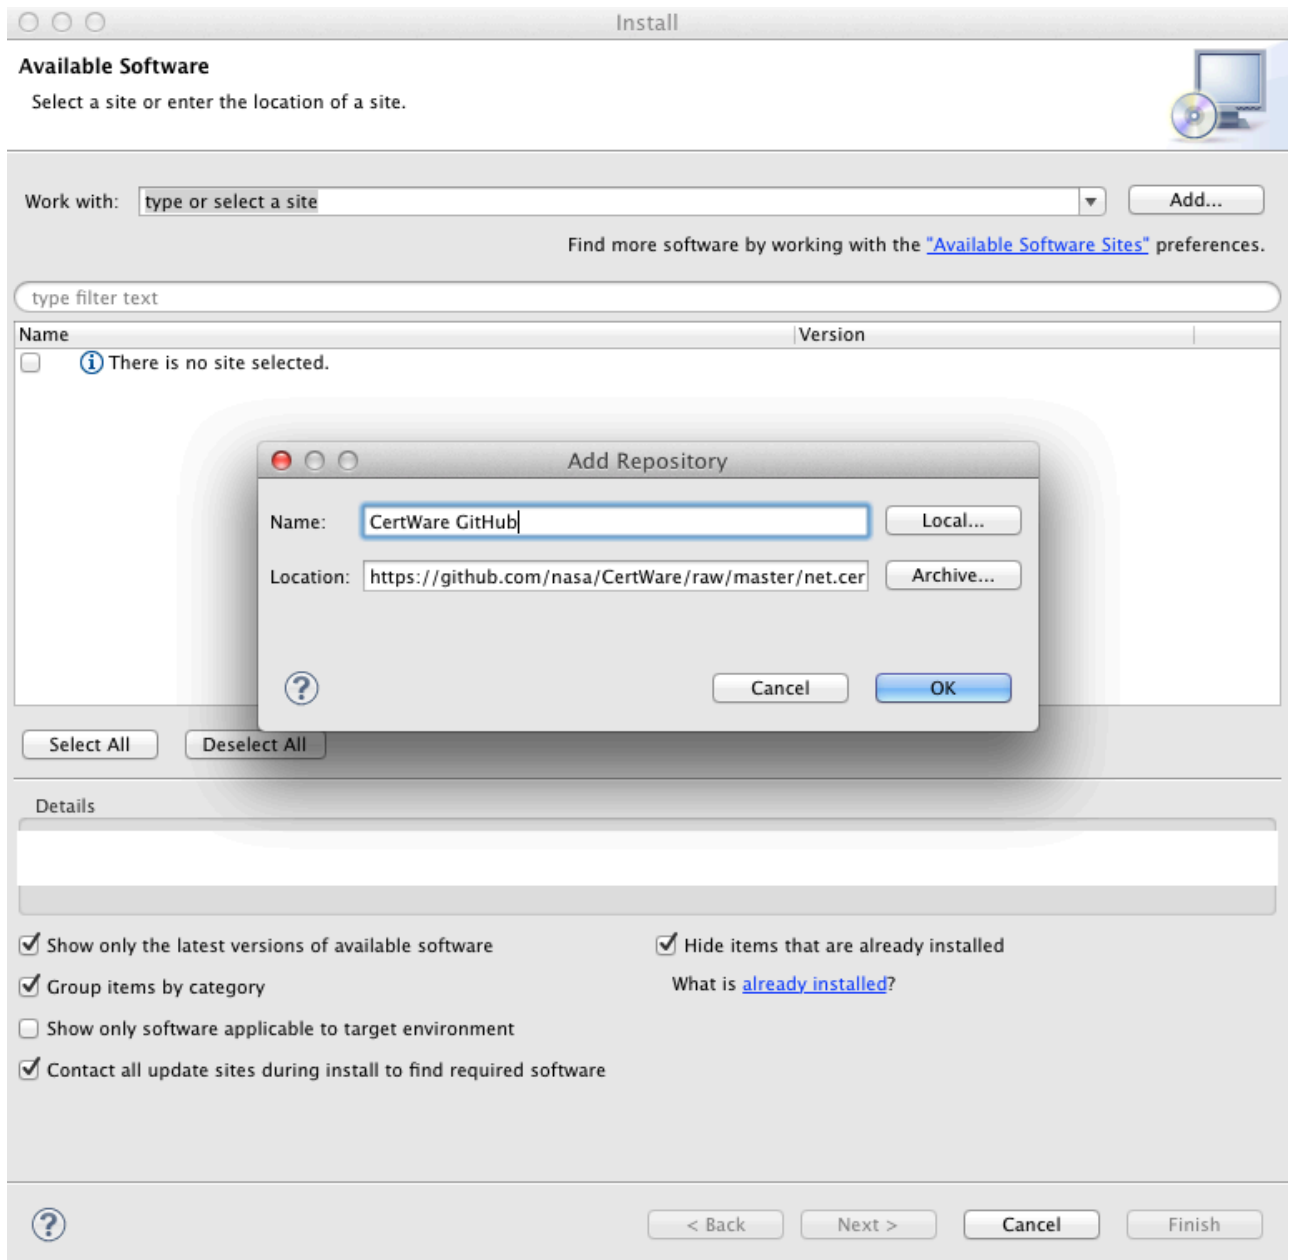 Install
Available Software
Select a site or enter the location of a site.
Work with: type or select a site Add...
Find more software by working with the "Available Software Sites" preferences.
type filter text
Name Version
There is no site selected.
Add Repository
Name: CertWare GitHub Local...
Location: https://github.com/nasa/CertWare/raw/master/net.cer Archive...
Cancel OK
Select All Deselect All
Details
Show only the latest versions of available software Hide items that are already installed
Group items by category What is already installed?
Show only software applicable to target environment
Contact all update sites during install to find required software
< Back Next > Cancel Finish